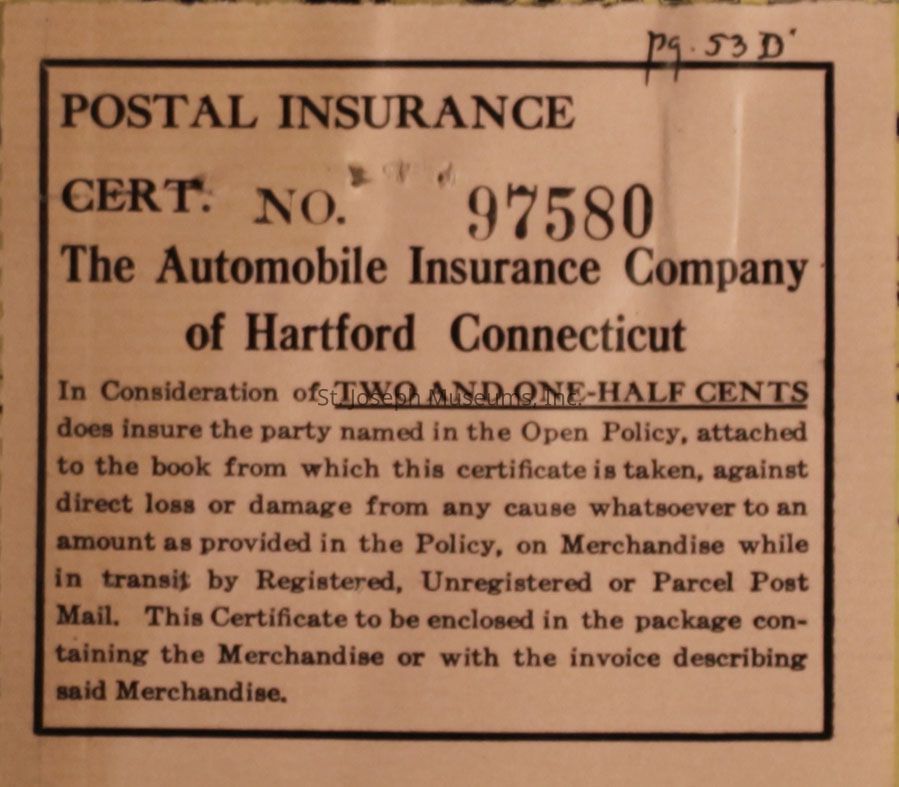 pg. 53 D
POSTAL INSURANCE
CERT. NO. 97580
The Automobile Insurance Company
of Hartford Connecticut
In Consideration of TWO AND ONE-HALF CENTS
St. Joseph Museums, Inc.
does insure the party named in the Open Policy, attached
to the book from which this certificate is taken, against
direct loss or damage from any cause whatsoever to an
amount as provided in the Policy, on Merchandise while
in transit by Registered, Unregistered or Parcel Post
Mail. This Certificate to be enclosed in the package con-
taining the Merchandise or with the invoice describing
said Merchandise.